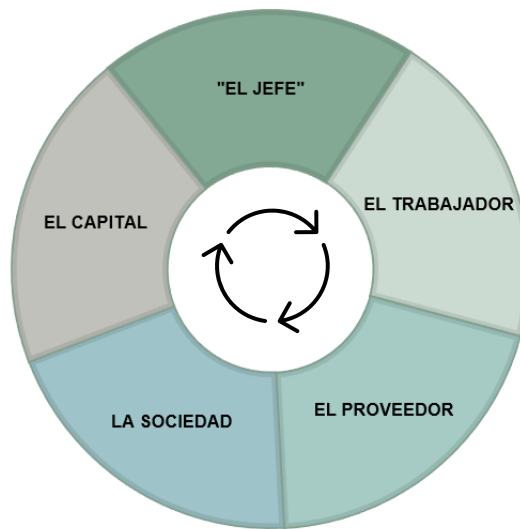 "EL JEFE"
EL TRABAJADOR
EL PROVEEDOR
LA SOCIEDAD
EL CAPITAL